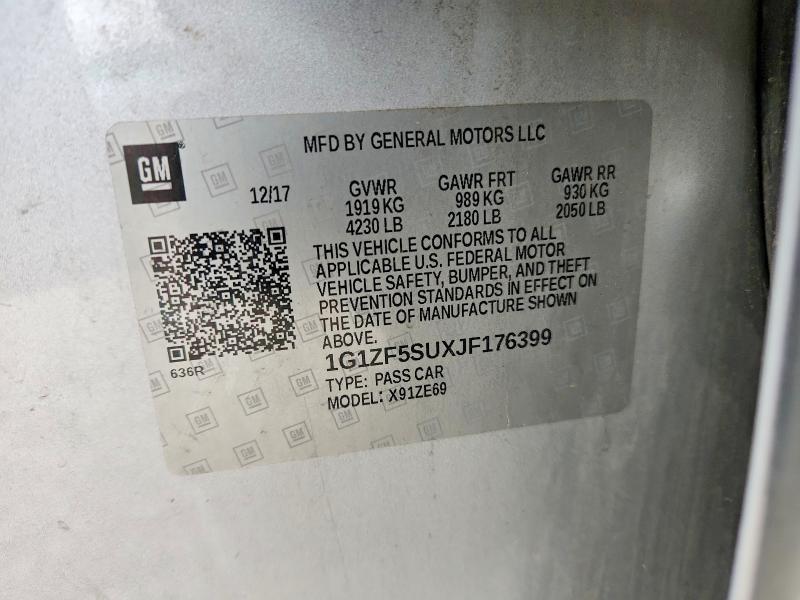 GM
MFD BY GENERAL MOTORS LLC
12/17
GVWR
1919 KG
4230 LB
GAWR FRT
989 KG
2180 LB
GAWR RR
930 KG
2050 LB
THIS VEHICLE CONFORMS TO ALL
APPLICABLE U.S. FEDERAL MOTOR
VEHICLE SAFETY, BUMPER, AND THEFT
PREVENTION STANDARDS IN EFFECT ON
THE DATE OF MANUFACTURE SHOWN
ABOVE.
636R
1G1ZF5SUXJF176399
TYPE: PASS CAR
MODEL: X91ZE69